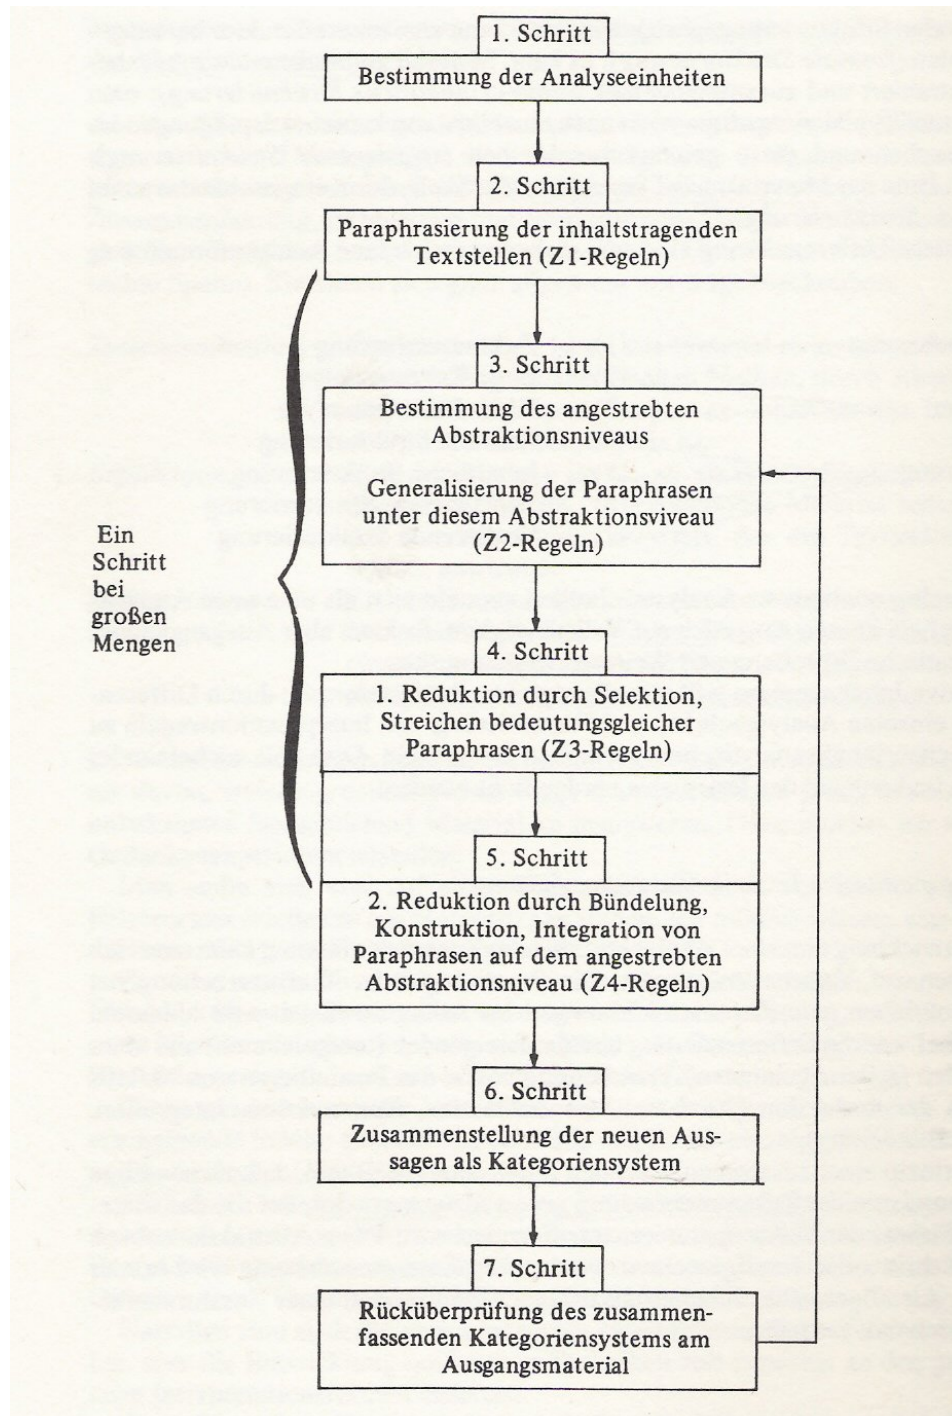 1. Schritt
Bestimmung der Analyseeinheiten
2. Schritt
Paraphrasierung der inhaltstragenden
Textstellen (Z1-Regeln)
3. Schritt
Bestimmung des angestrebten
Abstraktionsniveaus
Generalisierung der Paraphrasen
unter diesem Abstraktionsviveau
(Z2-Regeln)
Ein
Schritt
bei
großen
Mengen
4. Schritt
1. Reduktion durch Selektion,
Streichen bedeutungsgleicher
Paraphrasen (Z3-Regeln)
5. Schritt
2. Reduktion durch Bündelung,
Konstruktion, Integration von
Paraphrasen auf dem angestrebten
Abstraktionsniveau (Z4-Regeln)
6. Schritt
Zusammenstellung der neuen Aus-
sagen als Kategoriensystem
7. Schritt
Rücküberprüfung des zusammen-
fassenden Kategoriensystems am
Ausgangsmaterial